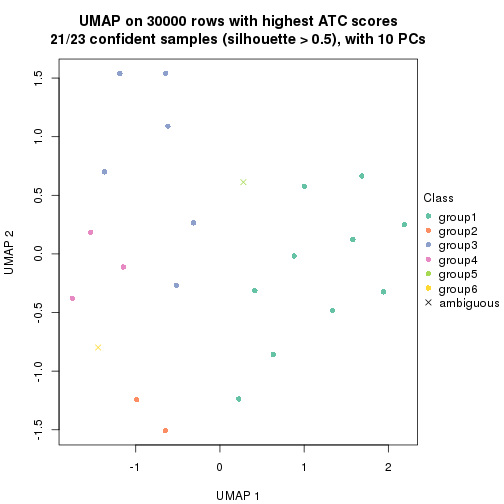 UMAP on 30000 rows with highest ATC scores
21/23 confident samples (silhouette > 0.5), with 10 PCs
1.5
1.0
0.5
0.0
-0.5
-1.0
-1.5
UMAP 2
-1
0
1
2
UMAP 1
Class
group1
group2
group3
group4
group5
group6
ambiguous